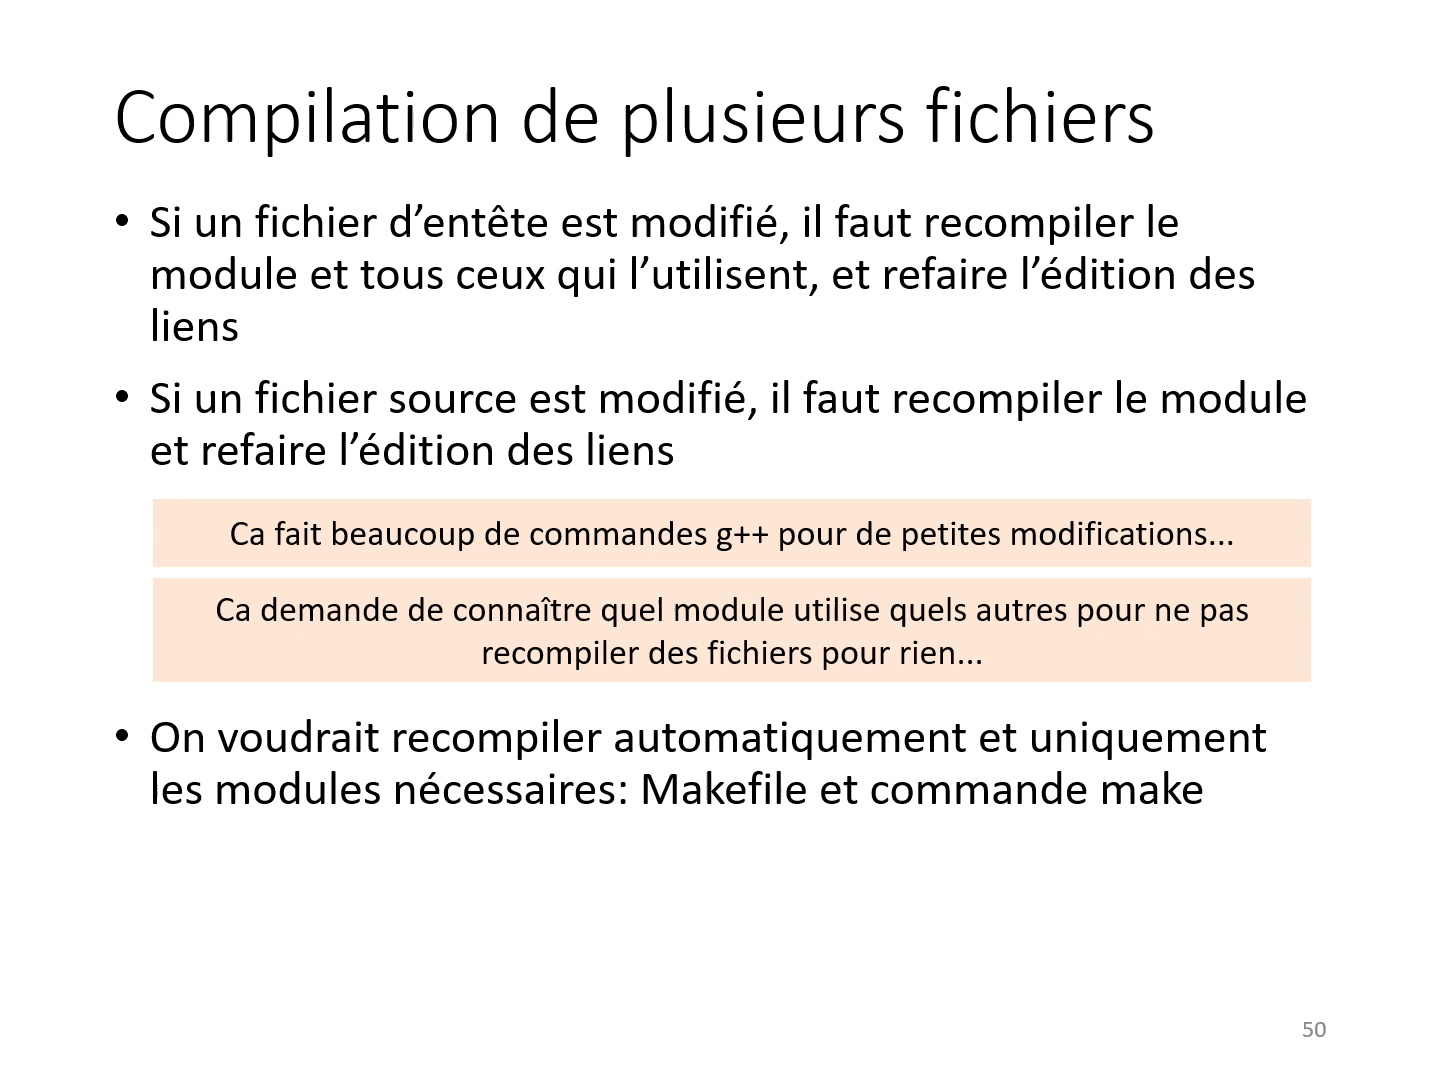 Compilation de plusieurs fichiers
• Si un fichier d’entête est modifié, il faut recompiler le
module et tous ceux qui l’utilisent, et refaire l’édition des
liens
• Si un fichier source est modifié, il faut recompiler le module
et refaire l’édition des liens
Ca fait beaucoup de commandes g++ pour de petites modifications...
Ca demande de connaître quel module utilise quels autres pour ne pas
recompiler des fichiers pour rien...
• On voudrait recompiler automatiquement et uniquement
les modules nécessaires: Makefile et commande make
50